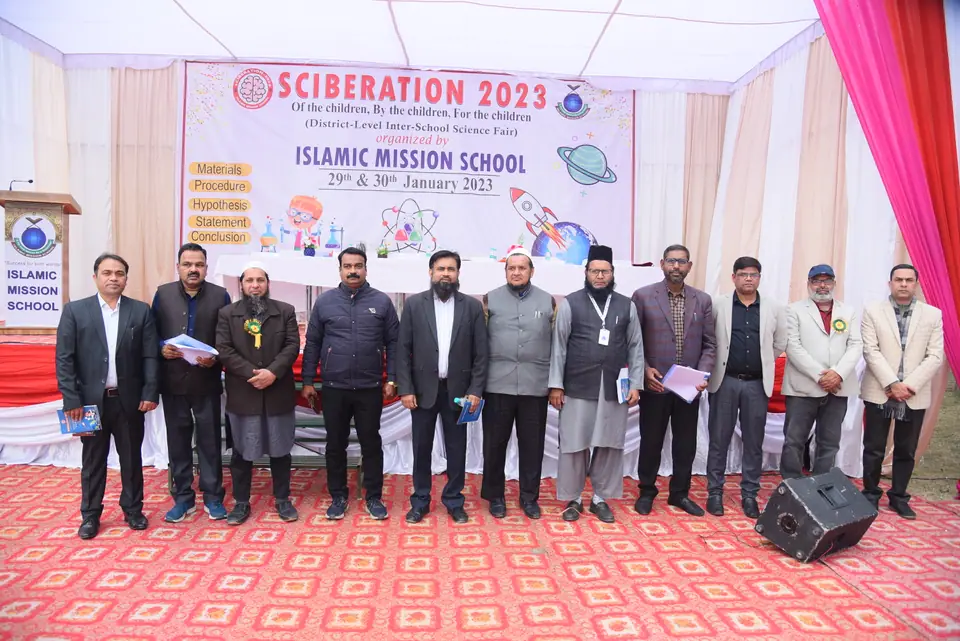 SCIBERATION 2023
Of the children, By the children, For the children
(District-Level Inter-School Science Fair)
organized by
ISLAMIC MISSION SCHOOL
29th & 30th January 2023
Materials
Procedure
Hypothesis
Statement
Conclusion
ISLAMIC
MISSION
SCHOOL